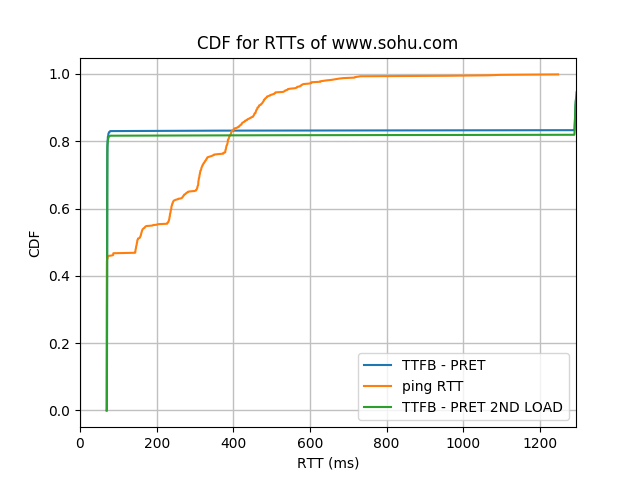 CDF for RTTs of www.sohu.com
1.0
0.8
0.6
0.4
0.2
0.0
CDF
0 200 400 600 800 1000 1200
RTT (ms)
TTFB - PRET
ping RTT
TTFB - PRET 2ND LOAD